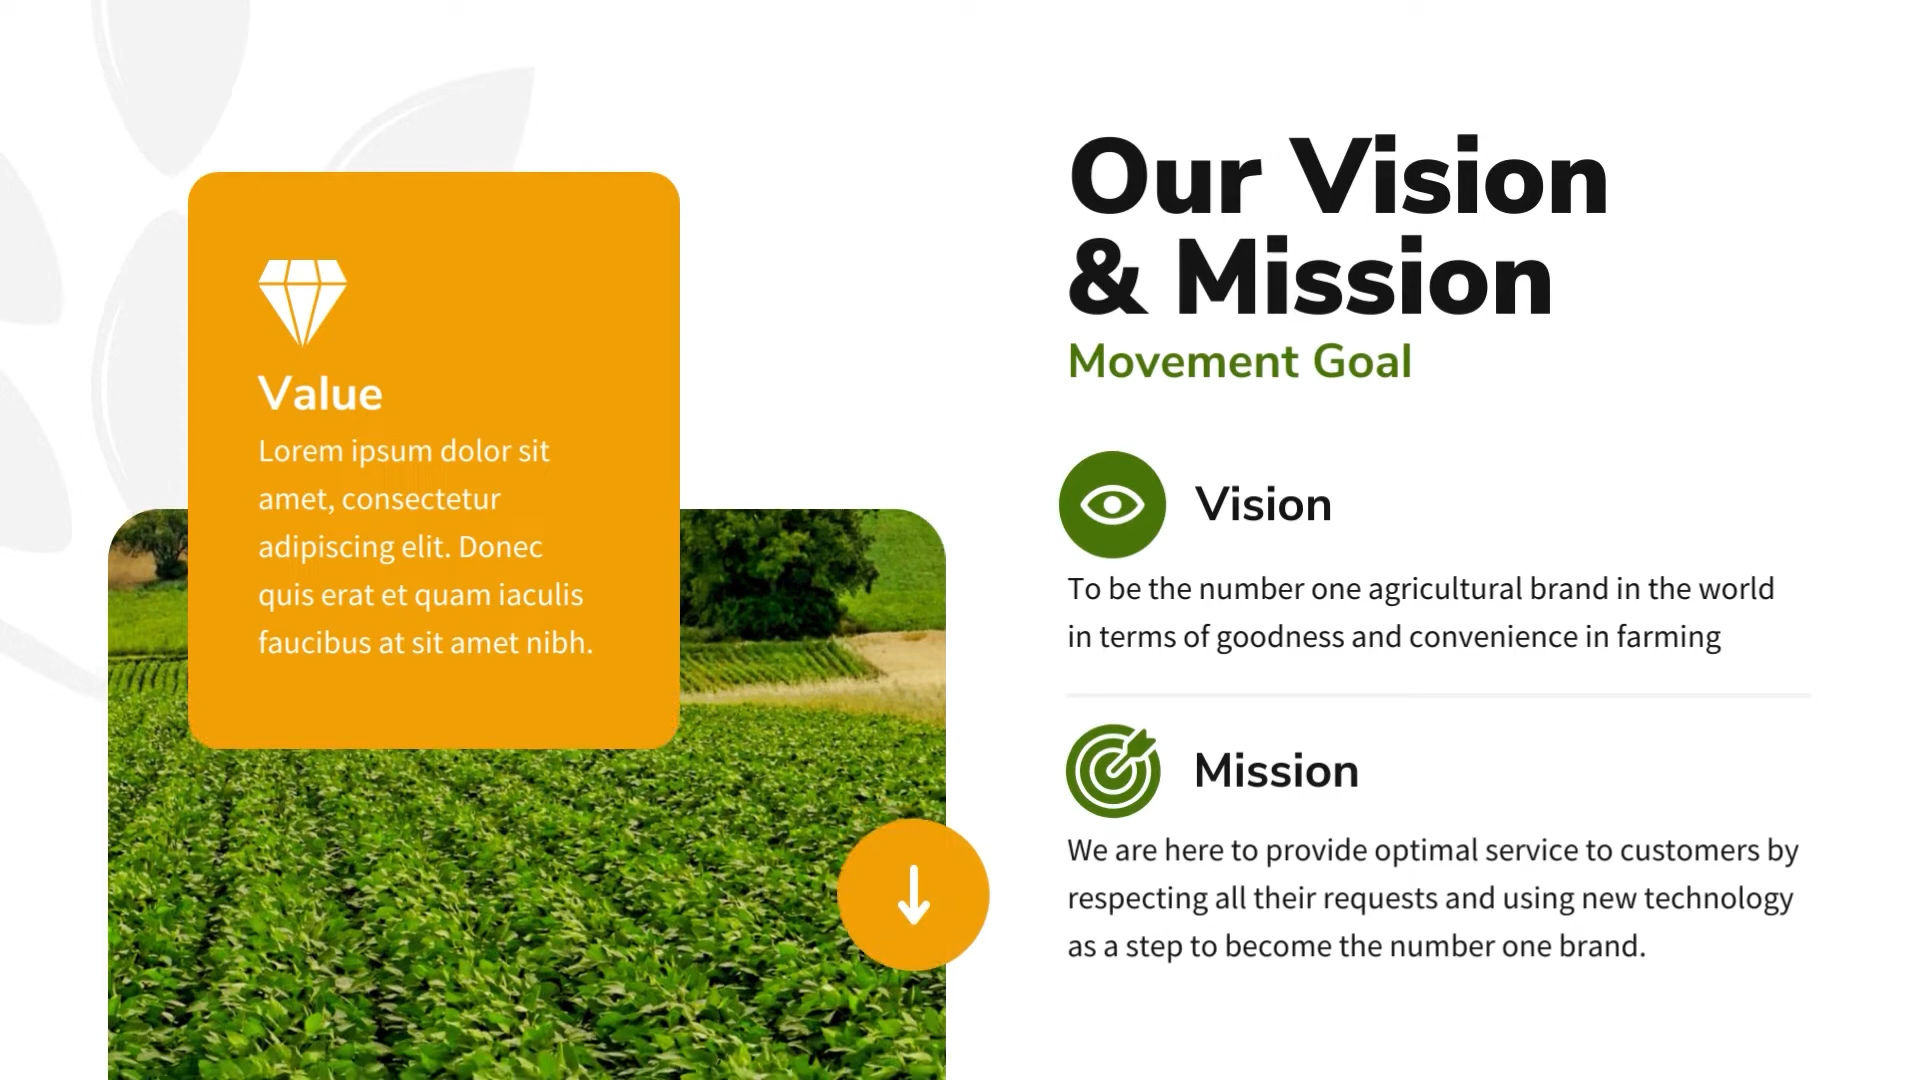 Our Vision
& Mission
Movement Goal
Value
Lorem ipsum dolor sit
amet, consectetur
adipiscing elit. Donec
quis erat et quam iaculis
faucibus at sit amet nibh.
Vision
To be the number one agricultural brand in the world
in terms of goodness and convenience in farming
Mission
We are here to provide optimal service to customers by
respecting all their requests and using new technology
as a step to become the number one brand.